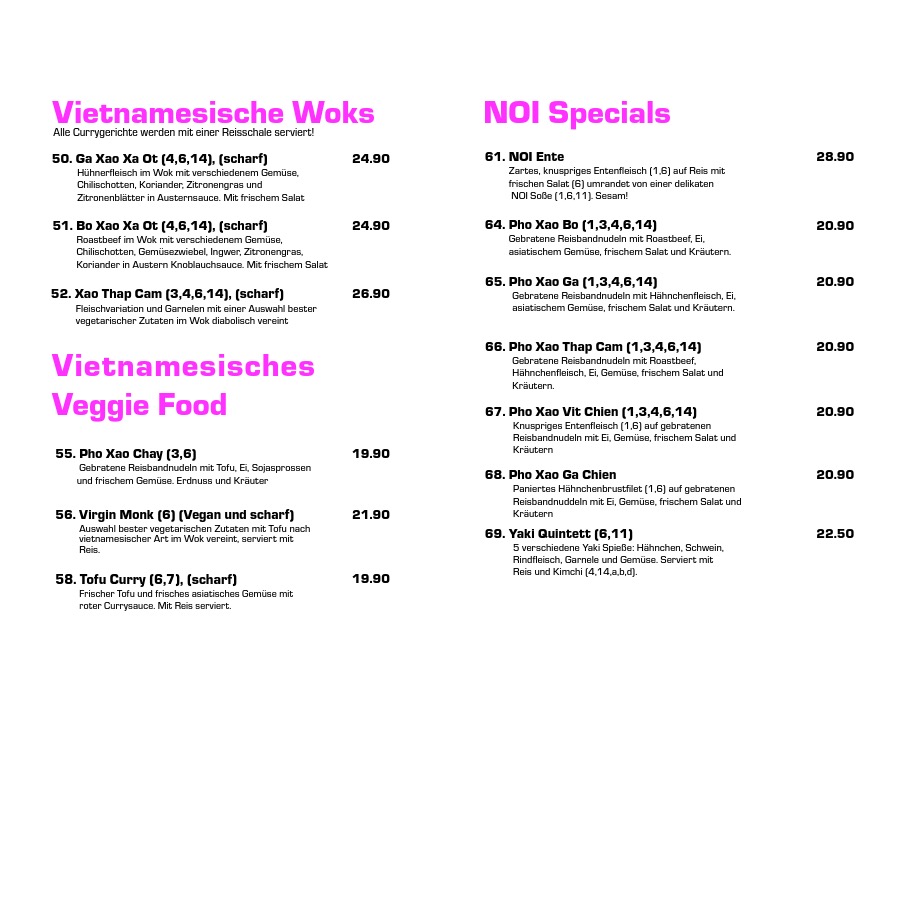 Vietnamesische Woks
Alle Currygerichte werden mit einer Reisschale serviert!
50. Ga Xao Xa Ot (4,6,14), (scharf) 24.90
Hühnerfleisch im Wok mit verschiedenem Gemüse,
Chilischotten, Koriander, Zitronengras und
Zitronenblätter in Austernsauce. Mit frischem Salat
51. Bo Xao Xa Ot (4,6,14), (scharf) 24.90
Roastbeef im Wok mit verschiedenem Gemüse,
Chilischotten, Gemüsezwiebel, Ingwer, Zitronengras,
Koriander in Austern Knoblauchsauce. Mit frischem Salat
52. Xao Thap Cam (3,4,6,14), (scharf) 26.90
Fleischvariation und Garnelen mit einer Auswahl bester
vegetarischer Zutaten im Wok diabolisch vereint
Vietnamesisches
Veggie Food
55. Pho Xao Chay (3,6) 19.90
Gebratene Reisbandnudeln mit Tofu, Ei, Sojasprossen
und frischem Gemüse. Erdnuss und Kräuter
56. Virgin Monk (6) (Vegan und scharf) 21.90
Auswahl bester vegetarischen Zutaten mit Tofu nach
vietnamesischer Art im Wok vereint, serviert mit
Reis.
58. Tofu Curry (6,7), (scharf) 19.90
Frischer Tofu und frisches asiatisches Gemüse mit
roter Currysauce. Mit Reis serviert.
NOI Specials
61. NOI Ente 28.90
Zartes, knuspriges Entenfleisch (1,6) auf Reis mit
frischen Salat (6) umrandet von einer delikaten
NOI Soße (1,6,11). Sesam!
64. Pho Xao Bo (1,3,4,6,14) 20.90
Gebratene Reisbandnudeln mit Roastbeef, Ei,
asiatischem Gemüse, frischem Salat und Kräutern.
65. Pho Xao Ga (1,3,4,6,14) 20.90
Gebratene Reisbandnudeln mit Hähnchenfleisch, Ei,
asiatischem Gemüse, frischem Salat und Kräutern.
66. Pho Xao Thap Cam (1,3,4,6,14) 20.90
Gebratene Reisbandnudeln mit Roastbeef,
Hähnchenfleisch, Ei, Gemüse, frischem Salat und
Kräutern.
67. Pho Xao Vit Chien (1,3,4,6,14) 20.90
Knuspriges Entenfleisch (1,6) auf gebratenen
Reisbandnudeln mit Ei, Gemüse, frischem Salat und
Kräutern
68. Pho Xao Ga Chien 20.90
Paniertes Hähnchenbrustfilet (1,6) auf gebratenen
Reisbandnuddeln mit Ei, Gemüse, frischem Salat und
Kräutern
69. Yaki Quintett (6,11) 22.50
5 verschiedene Yaki Spieße: Hähnchen, Schwein,
Rindfleisch, Garnele und Gemüse. Serviert mit
Reis und Kimchi (4,14,a,b,d).